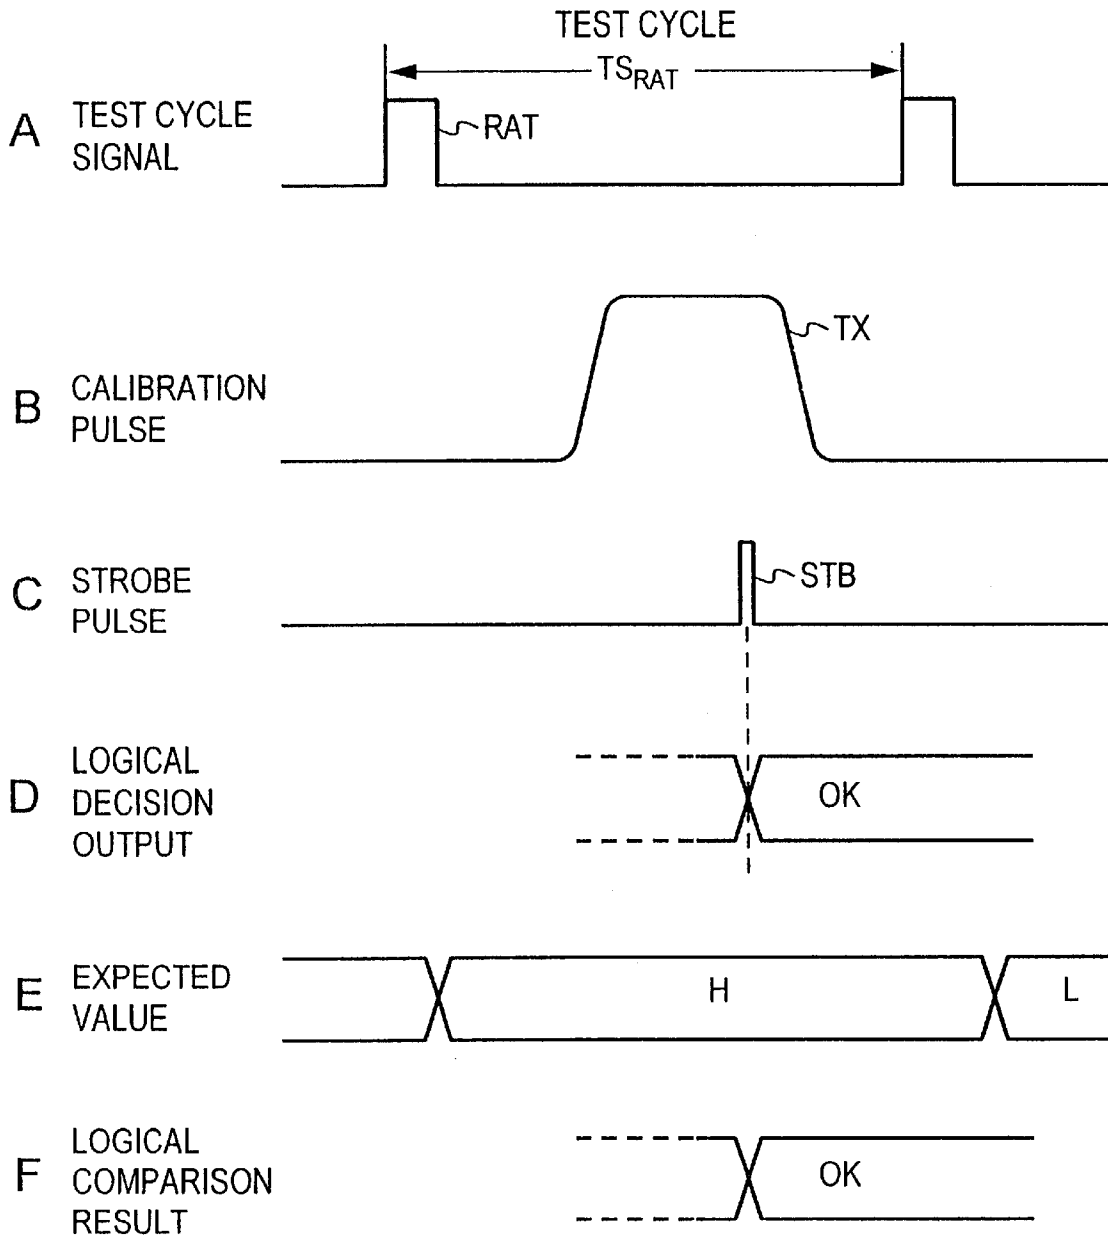 TEST CYCLE
TSRAT
A TEST CYCLE
SIGNAL
RAT
B CALIBRATION
PULSE
TX
C STROBE
PULSE
STB
D LOGICAL
DECISION
OUTPUT
OK
E EXPECTED
VALUE
H
L
F LOGICAL
COMPARISON
RESULT
OK